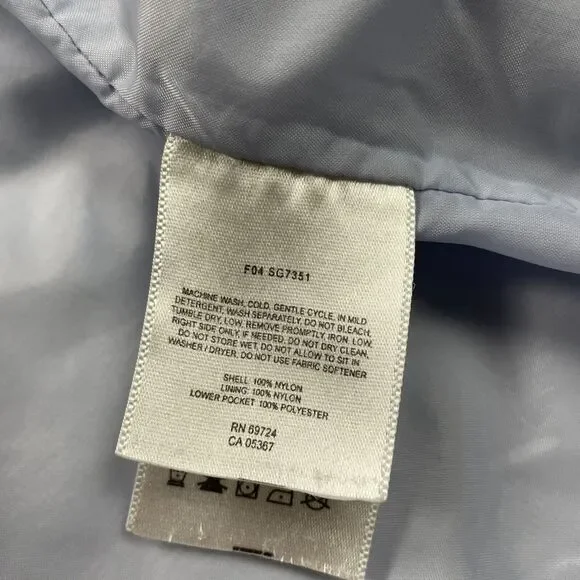 F04 SG7351
MACHINE WASH, COLD, GENTLE CYCLE, IN MILD
DETERGENT, WASH SEPARATELY. DO NOT BLEACH.
TUMBLE DRY, LOW. REMOVE PROMPTLY. IRON LOW.
RIGHT SIDE ONLY, IF NEEDED. DO NOT DRY CLEAN.
DO NOT STORE WET. DO NOT ALLOW TO SIT IN
WASHER / DRYER. DO NOT USE FABRIC SOFTENER
SHELL: 100% NYLON
LINING: 100% NYLON
LOWER POCKET: 100% POLYESTER
RN 69724
CA 05367